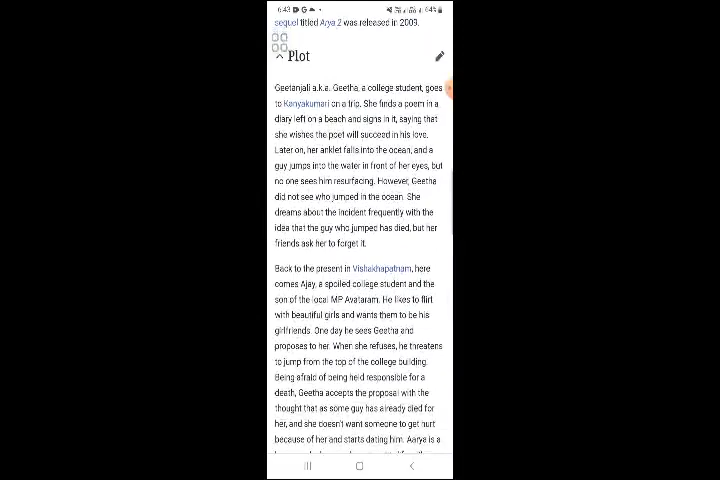 6:43 64%
sequel titled Arya 2 was released in 2009.
Plot
Geetanjali a.k.a. Geetha, a college student, goes
to Kanyakumari on a trip. She finds a poem in a
diary left on a beach and signs in it, saying that
she wishes the poet will succeed in his love.
Later on, her anklet falls into the ocean, and a
guy jumps into the water in front of her eyes, but
no one sees him resurfacing. However, Geetha
did not see who jumped in the ocean. She
dreams about the incident frequently with the
idea that the guy who jumped has died, but her
friends ask her to forget it.
Back to the present in Vishakhapatnam, here
comes Ajay, a spoiled college student and the
son of the local MP Avataram. He likes to flirt
with beautiful girls and wants them to be his
girlfriends. One day he sees Geetha and
proposes to her. When she refuses, he threatens
to jump from the top of the college building.
Being afraid of being held responsible for a
death, Geetha accepts the proposal with the
thought that as some guy has already died for
her, and she doesn't want someone to get hurt
because of her and starts dating him. Aarya is a